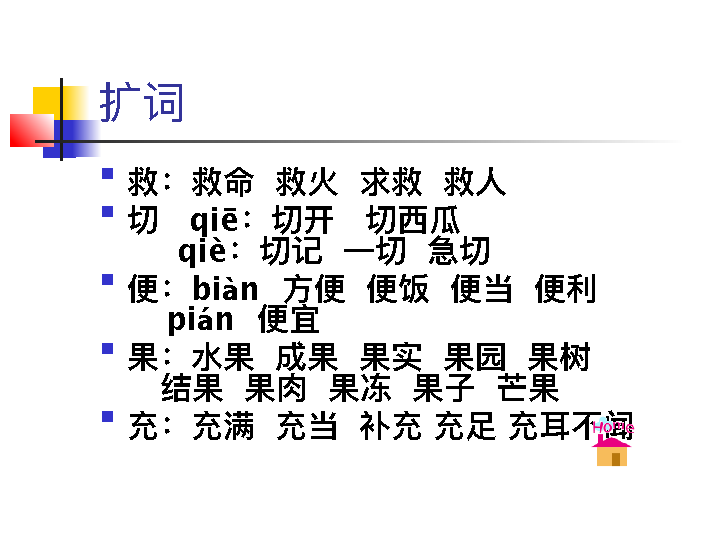 扩词
救：救命 救火 求救 救人
切 qiē：切开 切西瓜
qiè：切记 一切 急切
便：biàn 方便 便饭 便当 便利
pián 便宜
果：水果 成果 果实 果园 果树
结果 果肉 果冻 果子 芒果
充：充满 充当 补充 充足 充耳不闻
Home